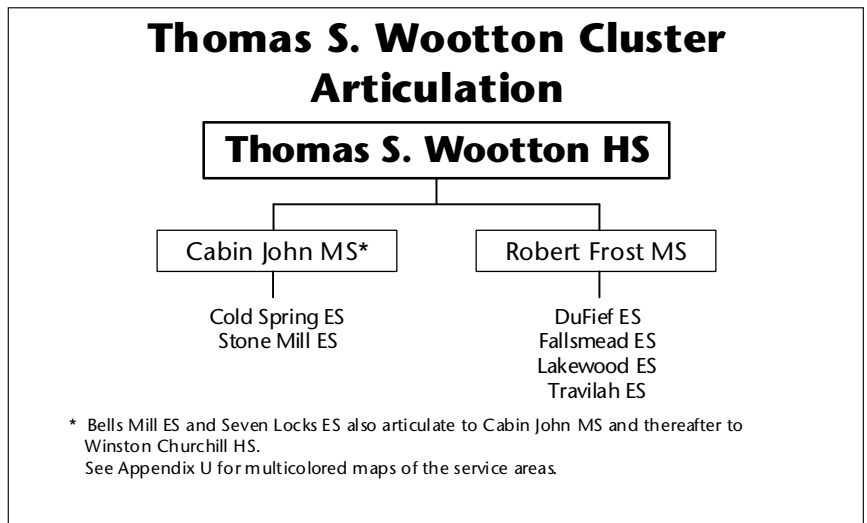 Thomas S. Wootton Cluster
Articulation
Thomas S. Wootton HS
Cabin John MS*
Robert Frost MS
Cold Spring ES
Stone Mill ES
DuFief ES
Fallsmead ES
Lakewood ES
Travilah ES
* Bells Mill ES and Seven Locks ES also articulate to Cabin John MS and thereafter to
Winston Churchill HS.
See Appendix U for multicolored maps of the service areas.